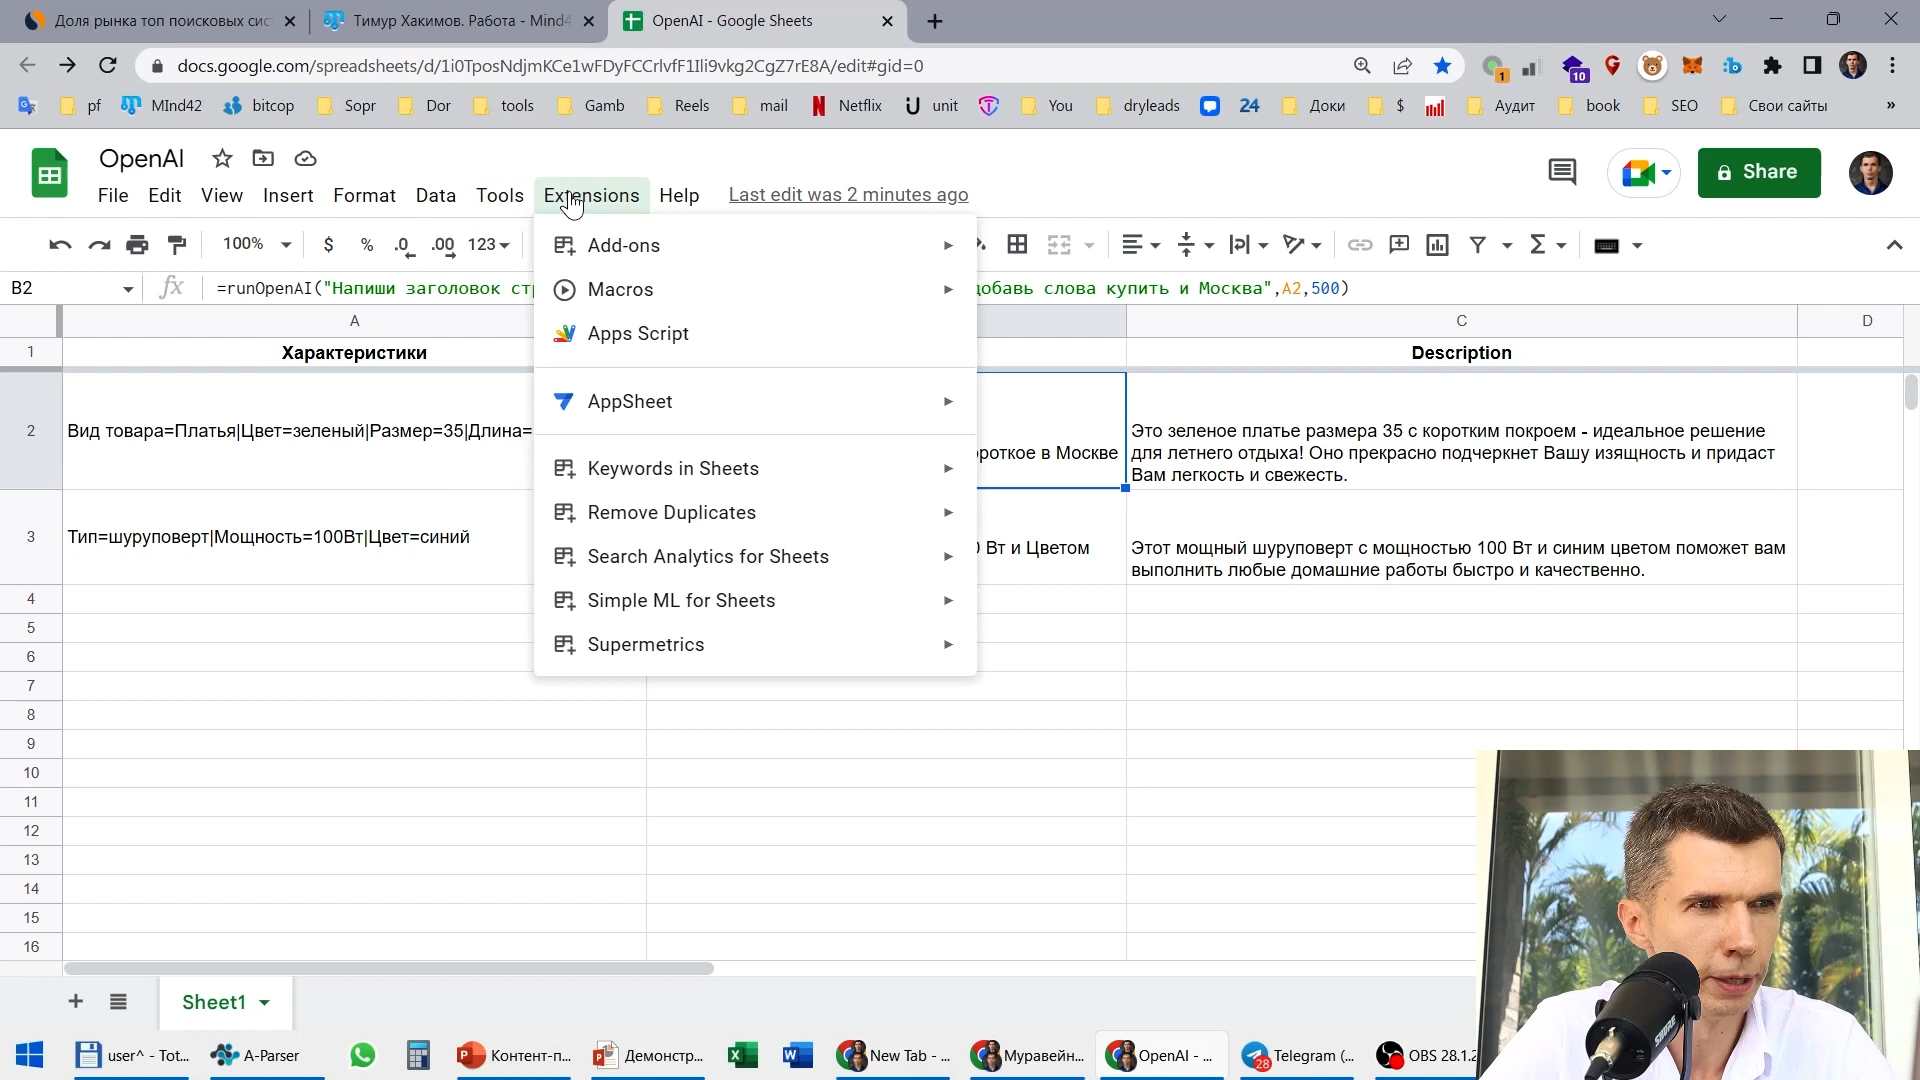 Доля рынка топ поисковых сис
Тимур Хакимов. Работа - Mind4
OpenAI - Google Sheets
docs.google.com/spreadsheets/d/1i0TposNdjmKCe1wFDyFCCrlvfF1Ili9vkg2CgZ7rE8A/edit#gid=0
1
10
pf
MInd42
bitcop
Sopr
Dor
tools
Gamb
Reels
mail
Netflix
unit
You
dryleads
24
Доки
$
Аудит
book
SEO
Свои сайты
»
OpenAI
File
Edit
View
Insert
Format
Data
Tools
Extensions
Help
Last edit was 2 minutes ago
Share
100%
$
%
.0
.00
123
B2
=runOpenAI("Напиши заголовок ст
добавь слова купить и Москва",A2,500)
Add-ons
Macros
Apps Script
AppSheet
Keywords in Sheets
Remove Duplicates
Search Analytics for Sheets
Simple ML for Sheets
Supermetrics
A
C
D
1
Характеристики
Description
2
Вид товара=Платья|Цвет=зеленый|Размер=35|Длина=
роткое в Москве
Это зеленое платье размера 35 с коротким покроем - идеальное решение
для летнего отдыха! Оно прекрасно подчеркнет Вашу изящность и придаст
Вам легкость и свежесть.
3
Тип=шуруповерт|Мощность=100Вт|Цвет=синий
Вт и Цветом
Этот мощный шуруповерт с мощностью 100 Вт и синим цветом поможет вам
выполнить любые домашние работы быстро и качественно.
4
5
6
7
8
9
10
11
12
13
14
15
16
Sheet1
user^ - Tot...
A-Parser
Контент-п...
Демонстр...
New Tab - ...
Муравейн...
OpenAI - ...
28
Telegram (...
OBS 28.1.2
SHURE